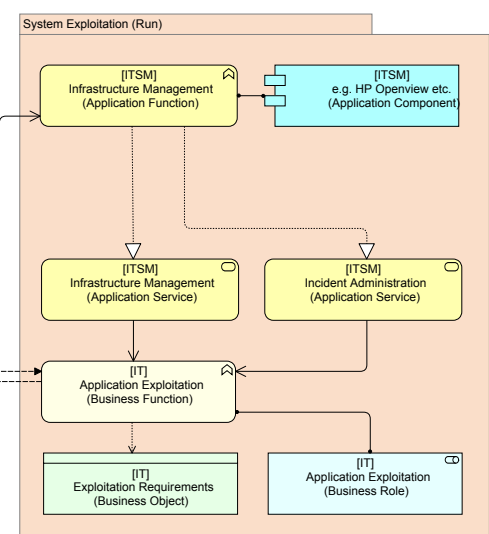 System Exploitation (Run)
[ITSM]
Infrastructure Management
(Application Function)
[ITSM]
e.g. HP Openview etc.
(Application Component)
[ITSM]
Infrastructure Management
(Application Service)
[ITSM]
Incident Administration
(Application Service)
[IT]
Application Exploitation
(Business Function)
[IT]
Exploitation Requirements
(Business Object)
[IT]
Application Exploitation
(Business Role)